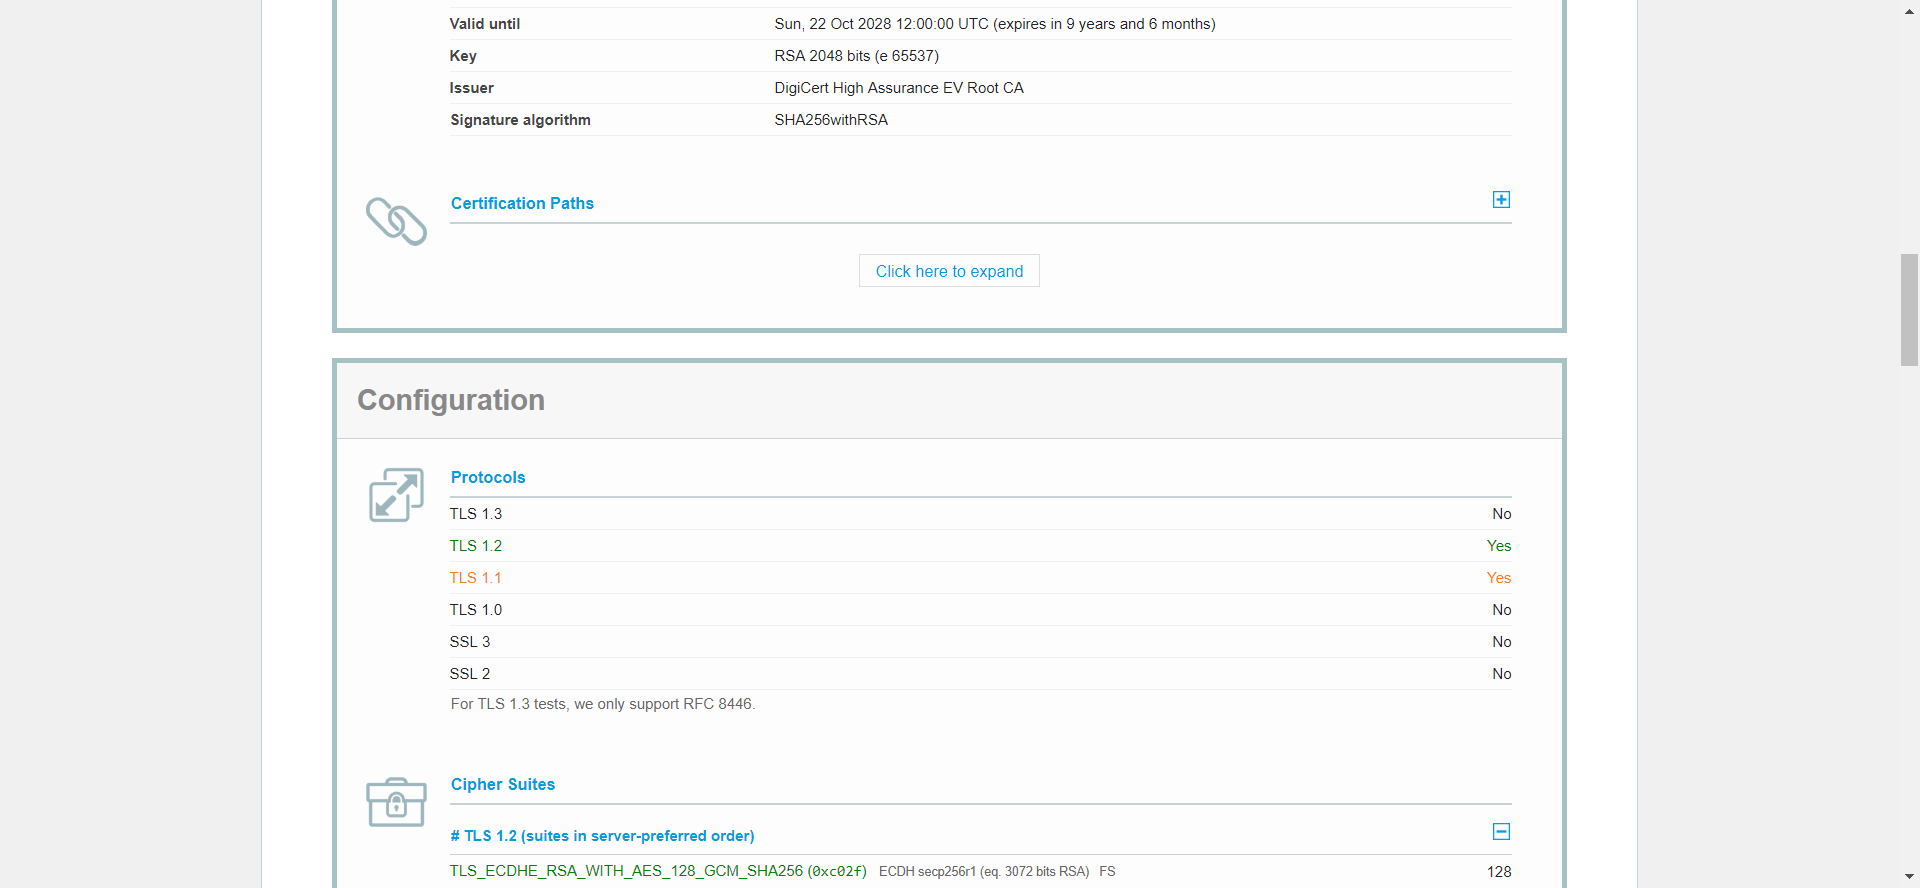 Valid until Sun, 22 Oct 2028 12:00:00 UTC (expires in 9 years and 6 months)
Key RSA 2048 bits (e 65537)
Issuer DigiCert High Assurance EV Root CA
Signature algorithm SHA256withRSA
Certification Paths
Click here to expand
Configuration
Protocols
TLS 1.3 No
TLS 1.2 Yes
TLS 1.1 Yes
TLS 1.0 No
SSL 3 No
SSL 2 No
For TLS 1.3 tests, we only support RFC 8446.
Cipher Suites
# TLS 1.2 (suites in server-preferred order)
TLS_ECDHE_RSA_WITH_AES_128_GCM_SHA256 (0xc02f) ECDH secp256r1 (eq. 3072 bits RSA) FS 128